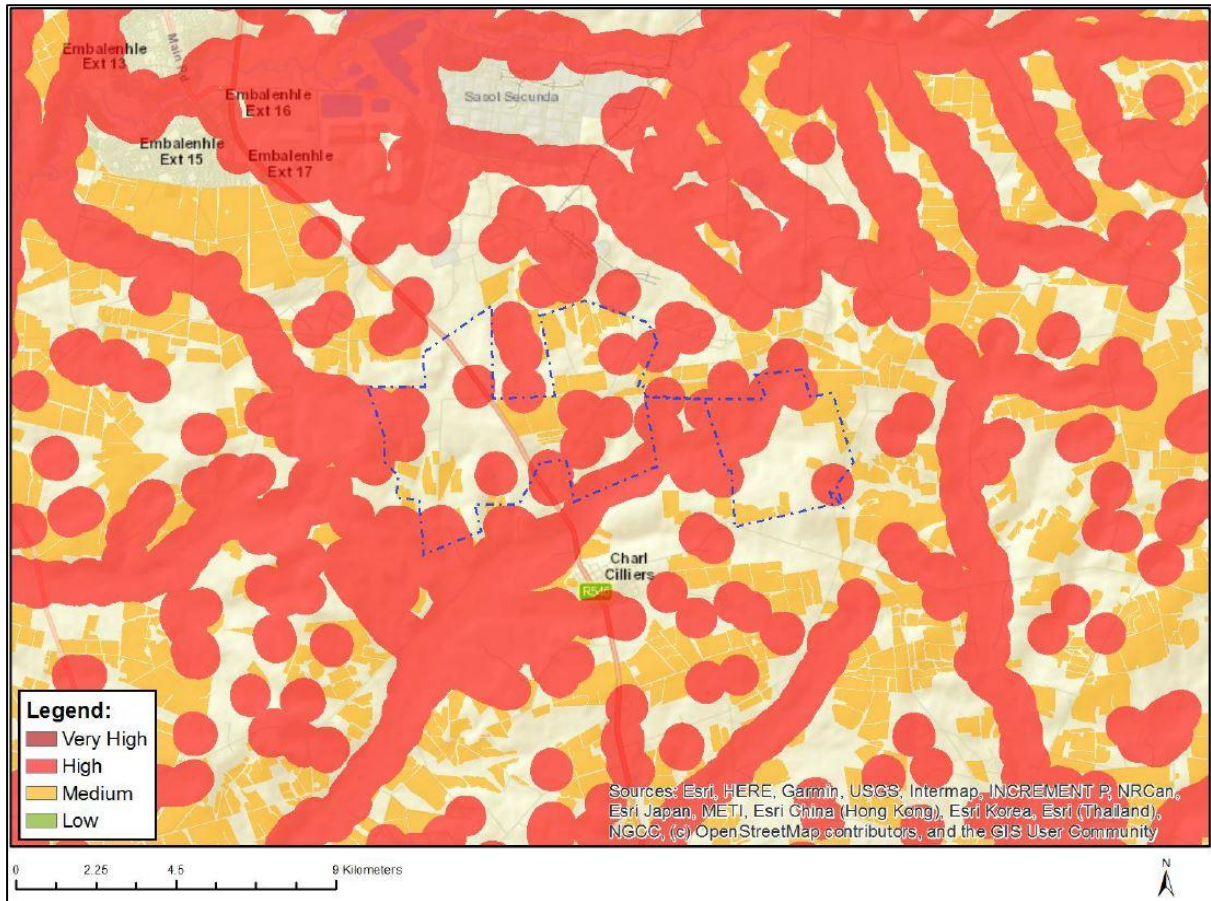 Embalenhle
Ext 13
Main Rd
Embalenhle
Ext 16
Sasol Secunda
Embalenhle
Ext 15
Embalenhle
Ext 17
Charl
Cilliers
Legend:
Very High
High
Medium
Low
Sources: Esri, HERE, Garmin, USGS, Intermap, INCREMENT P, NRCan,
Esri Japan, METI, Esri China (Hong Kong), Esri Korea, Esri (Thailand),
NGCC, (c) OpenStreetMap contributors, and the GIS User Community
0 2.25 4.5 9 Kilometers
N